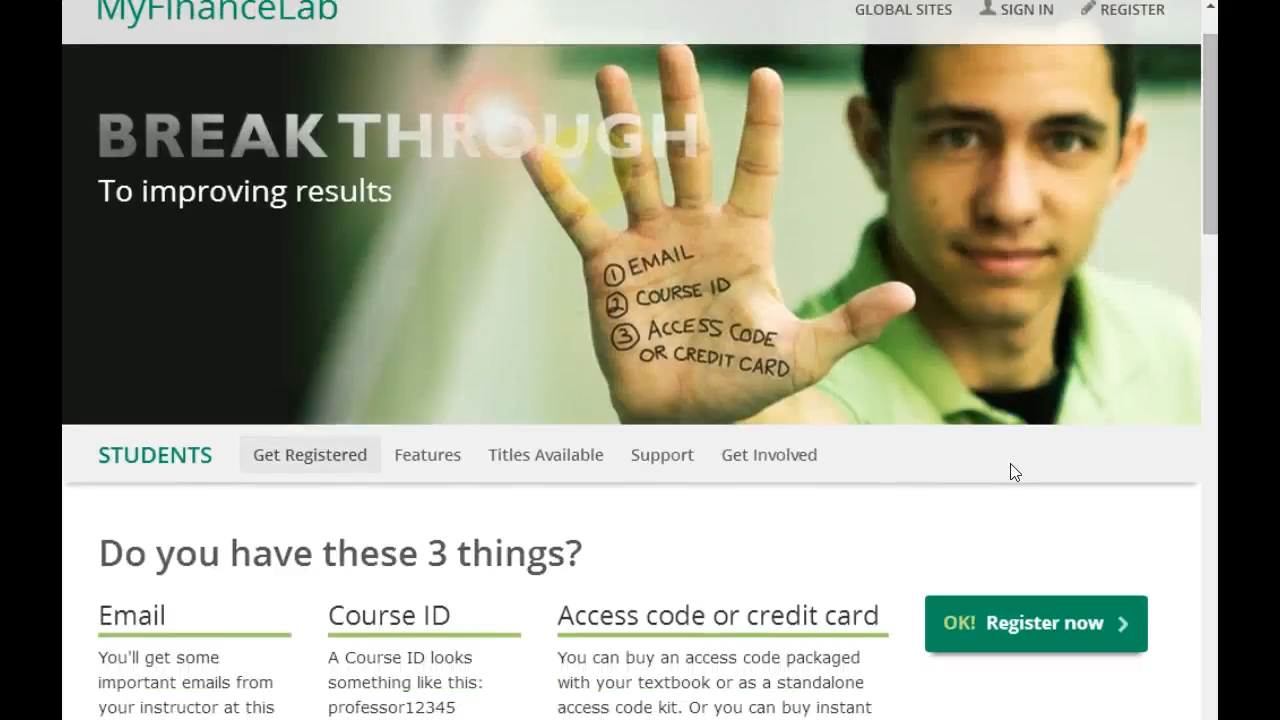 MyFinanceLab
GLOBAL SITES SIGN IN REGISTER
BREAK THROUGH
To improving results
1 EMAIL
2 COURSE ID
3 ACCESS CODE
OR CREDIT CARD
STUDENTS Get Registered Features Titles Available Support Get Involved
Do you have these 3 things?
Email
You'll get some
important emails from
your instructor at this
Course ID
A Course ID looks
something like this:
professor12345
Access code or credit card
You can buy an access code packaged
with your textbook or as a standalone
access code kit. Or you can buy instant
OK! Register now